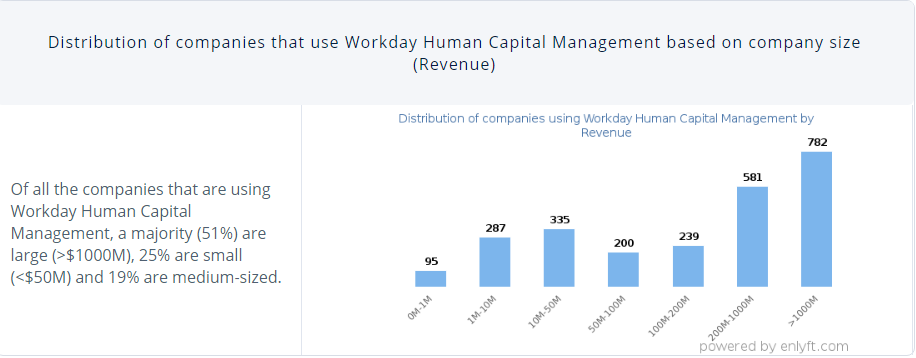 Distribution of companies that use Workday Human Capital Management based on company size
(Revenue)
Of all the companies that are using
Workday Human Capital
Management, a majority (51%) are
large (>$1000M), 25% are small
(<$50M) and 19% are medium-sized.
Distribution of companies using Workday Human Capital Management by
Revenue
95
287
335
200
239
581
782
0M-1M
1M-10M
10M-50M
50M-100M
100M-200M
200M-1000M
>1000M
powered by enlyft.com